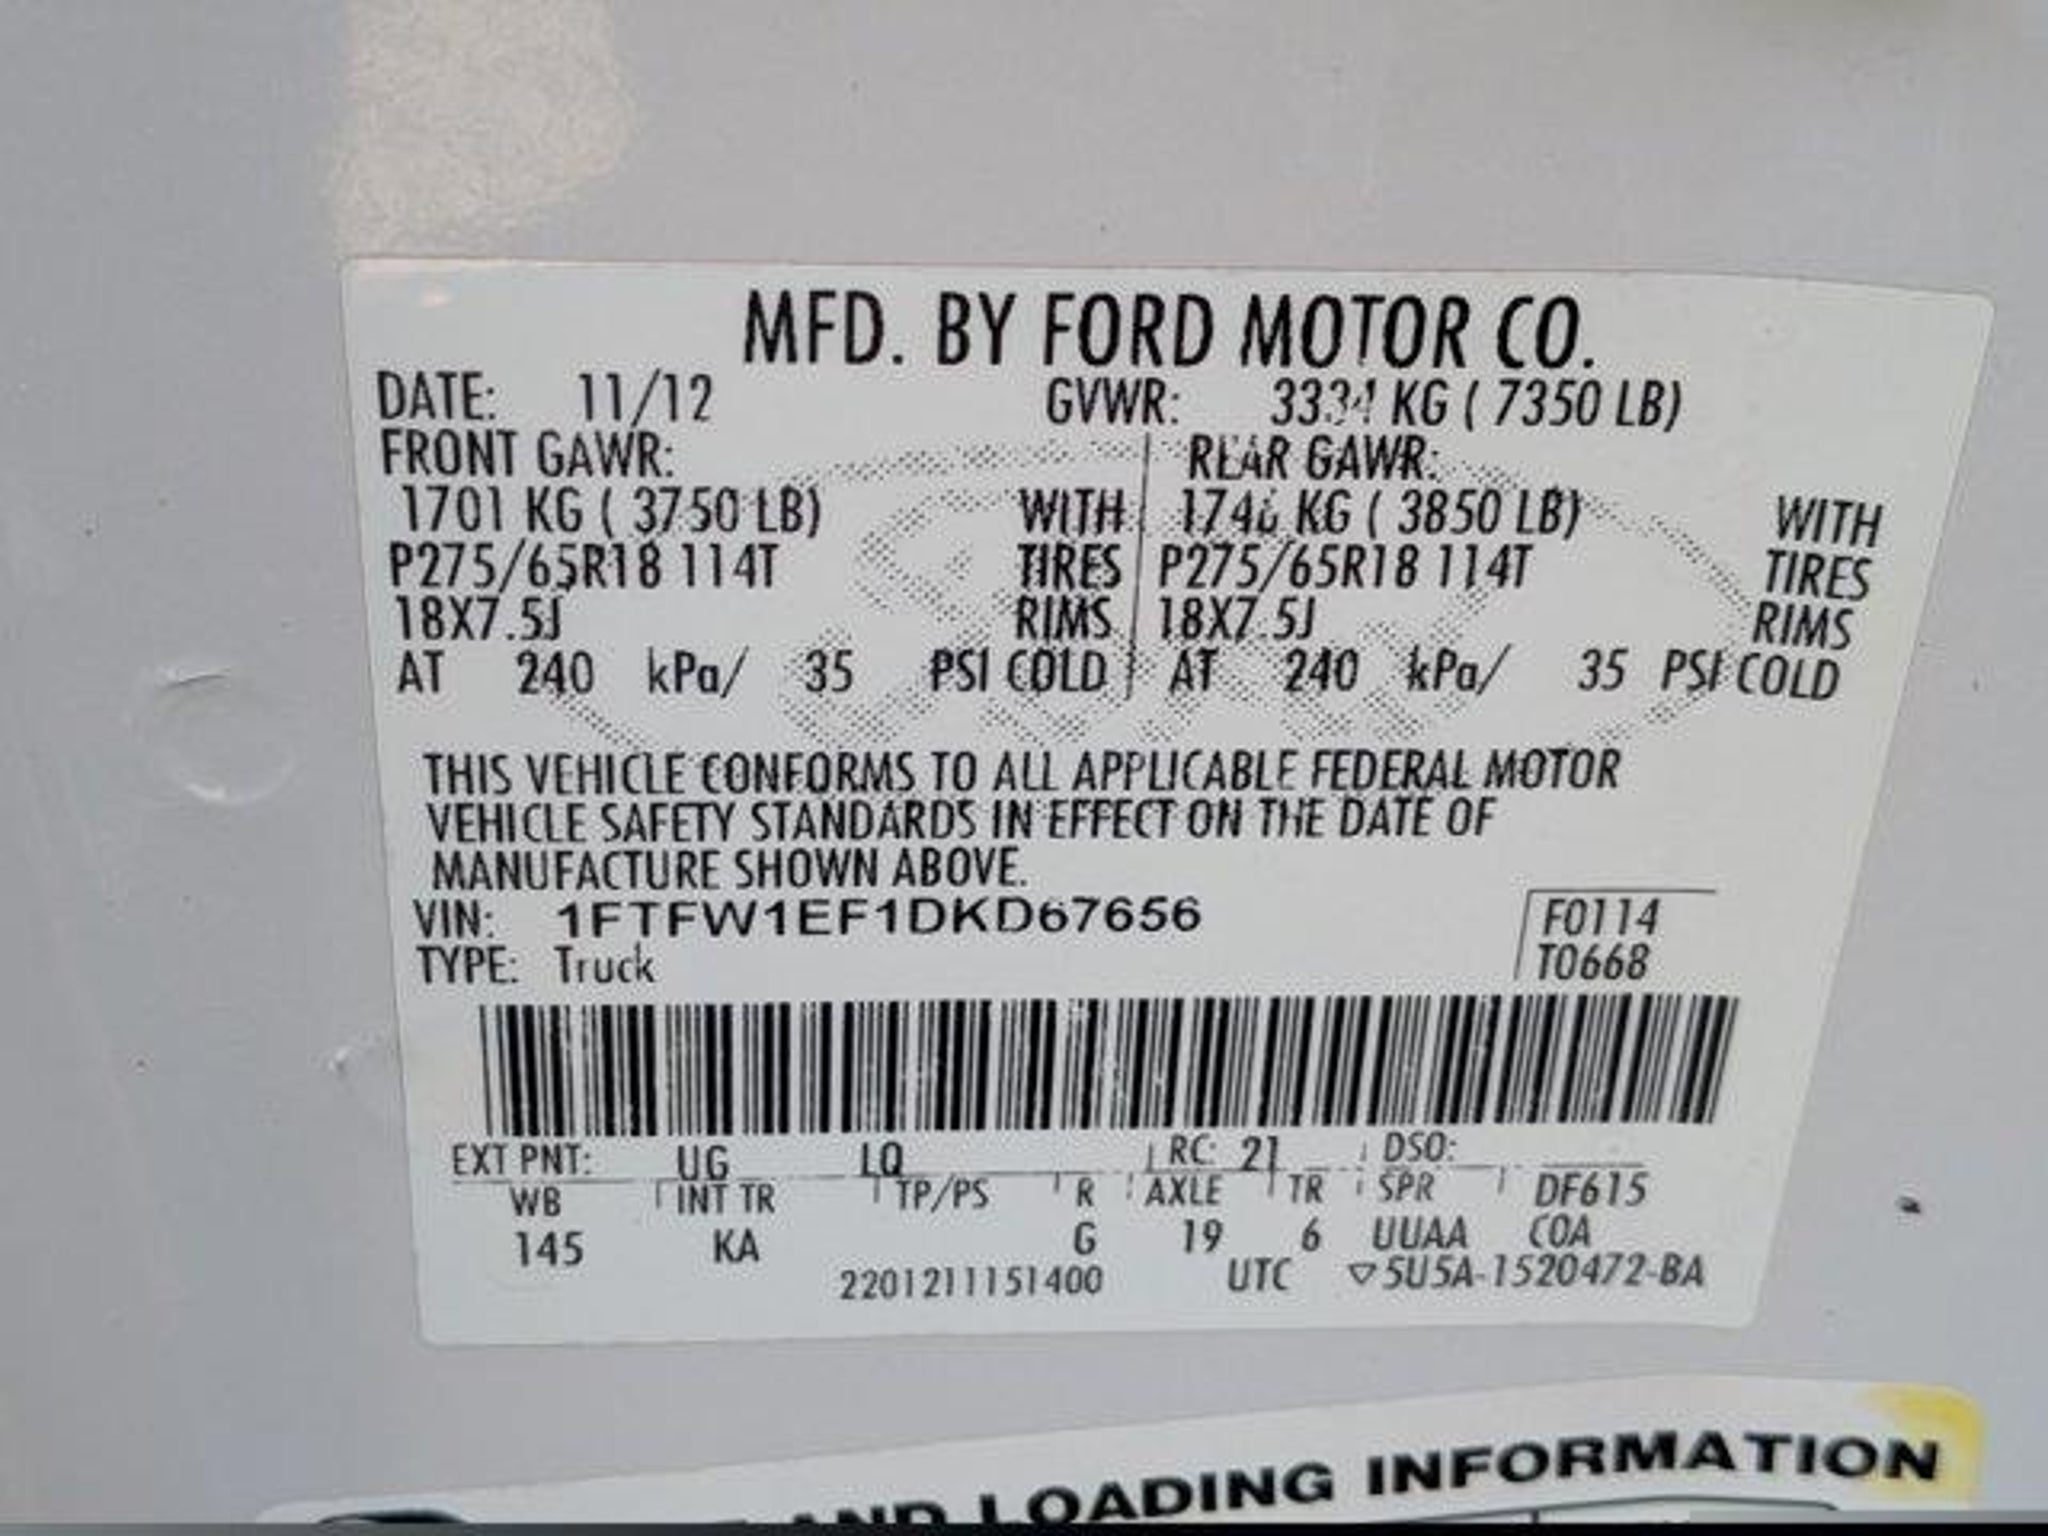 MFD. BY FORD MOTOR CO.
DATE: 11/12 GVWR: 3334 KG ( 7350 LB)
FRONT GAWR: REAR GAWR:
1701 KG ( 3750 LB) WITH 1746 KG ( 3850 LB) WITH
P275/65R18 114T TIRES P275/65R18 114T TIRES
18X7.5J RIMS 18X7.5J RIMS
AT 240 kPa/ 35 PSI COLD AT 240 kPa/ 35 PSI COLD
THIS VEHICLE CONFORMS TO ALL APPLICABLE FEDERAL MOTOR
VEHICLE SAFETY STANDARDS IN EFFECT ON THE DATE OF
MANUFACTURE SHOWN ABOVE.
VIN: 1FTFW1EF1DKD67656 F0114
TYPE: Truck T0668
EXT PNT: UG LQ RC: 21 DSO:
WB INT TR TP/PS R AXLE TR SPR DF615
145 KA G 19 6 UUAA COA
2201211151400 UTC ▽5U5A-1520472-BA
AND LOADING INFORMATION